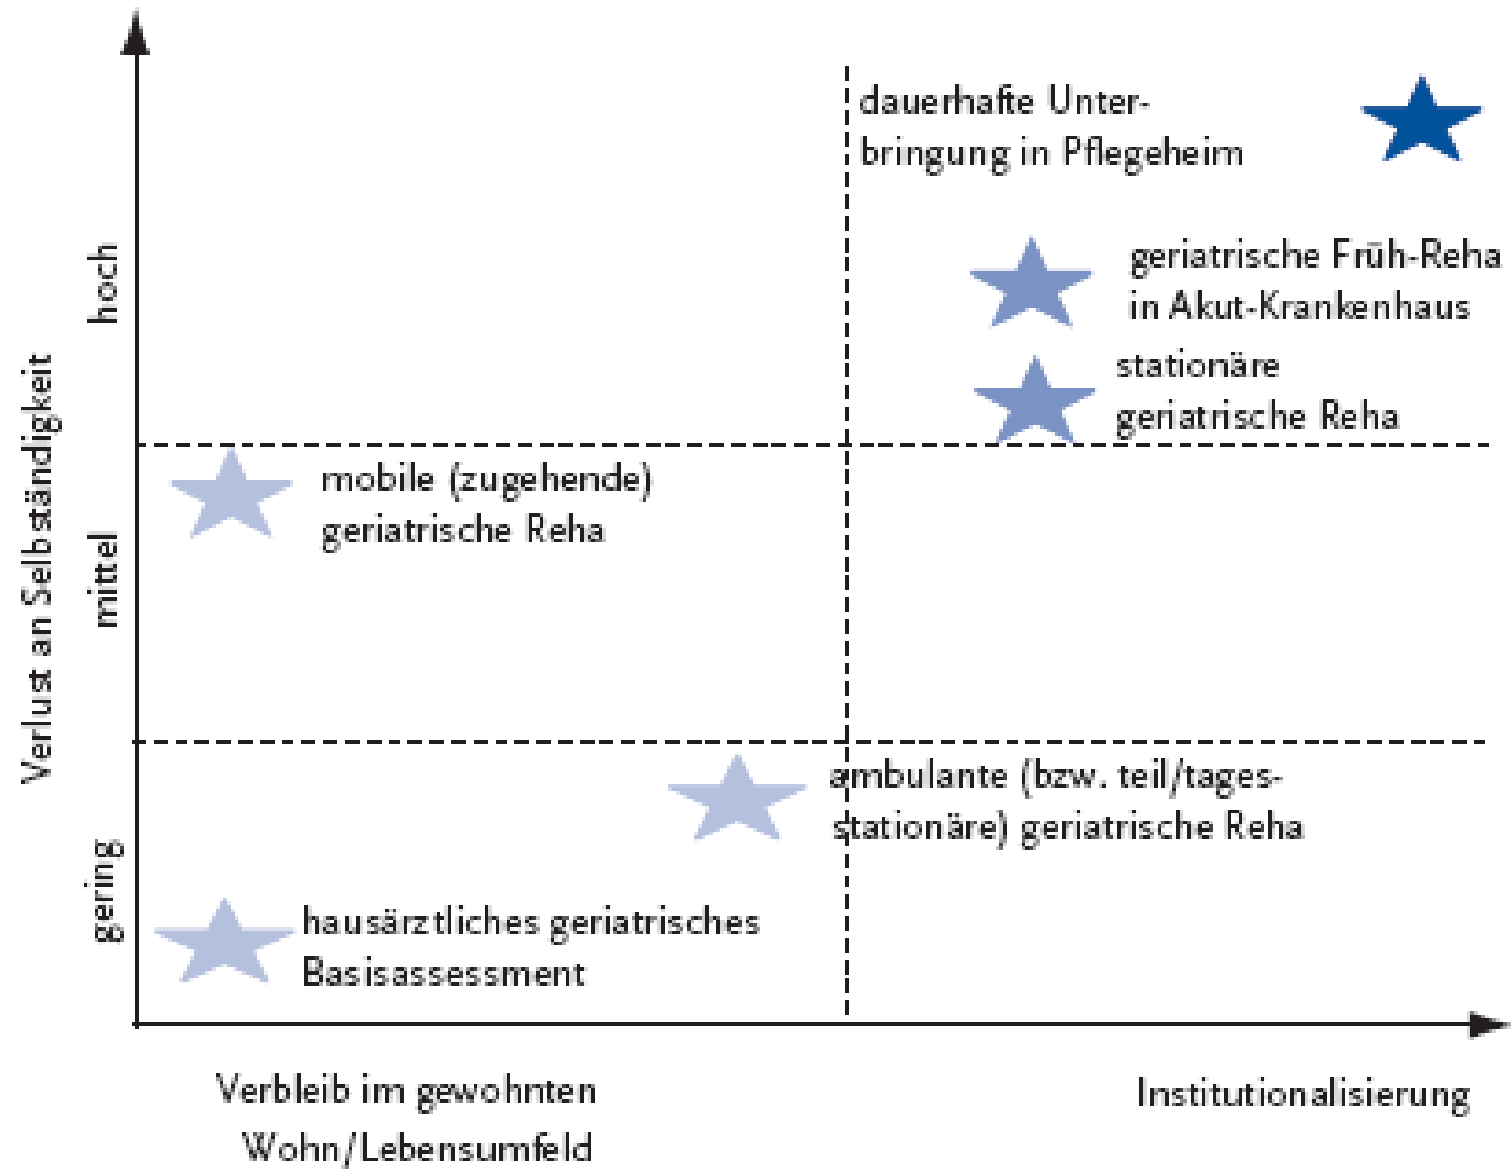 dauerhafte Unter-
bringung in Pflegeheim
geriatrische Früh-Reha
in Akut-Krankenhaus
stationäre
geriatrische Reha
mobile (zugehende)
geriatrische Reha
ambulante (bzw. teil/tages-
stationäre) geriatrische Reha
hausärztliches geriatrisches
Basisassessment
Verlust an Selbständigkeit
hoch
mittel
gering
Verbleib im gewohnten
Wohn/Lebensumfeld
Institutionalisierung